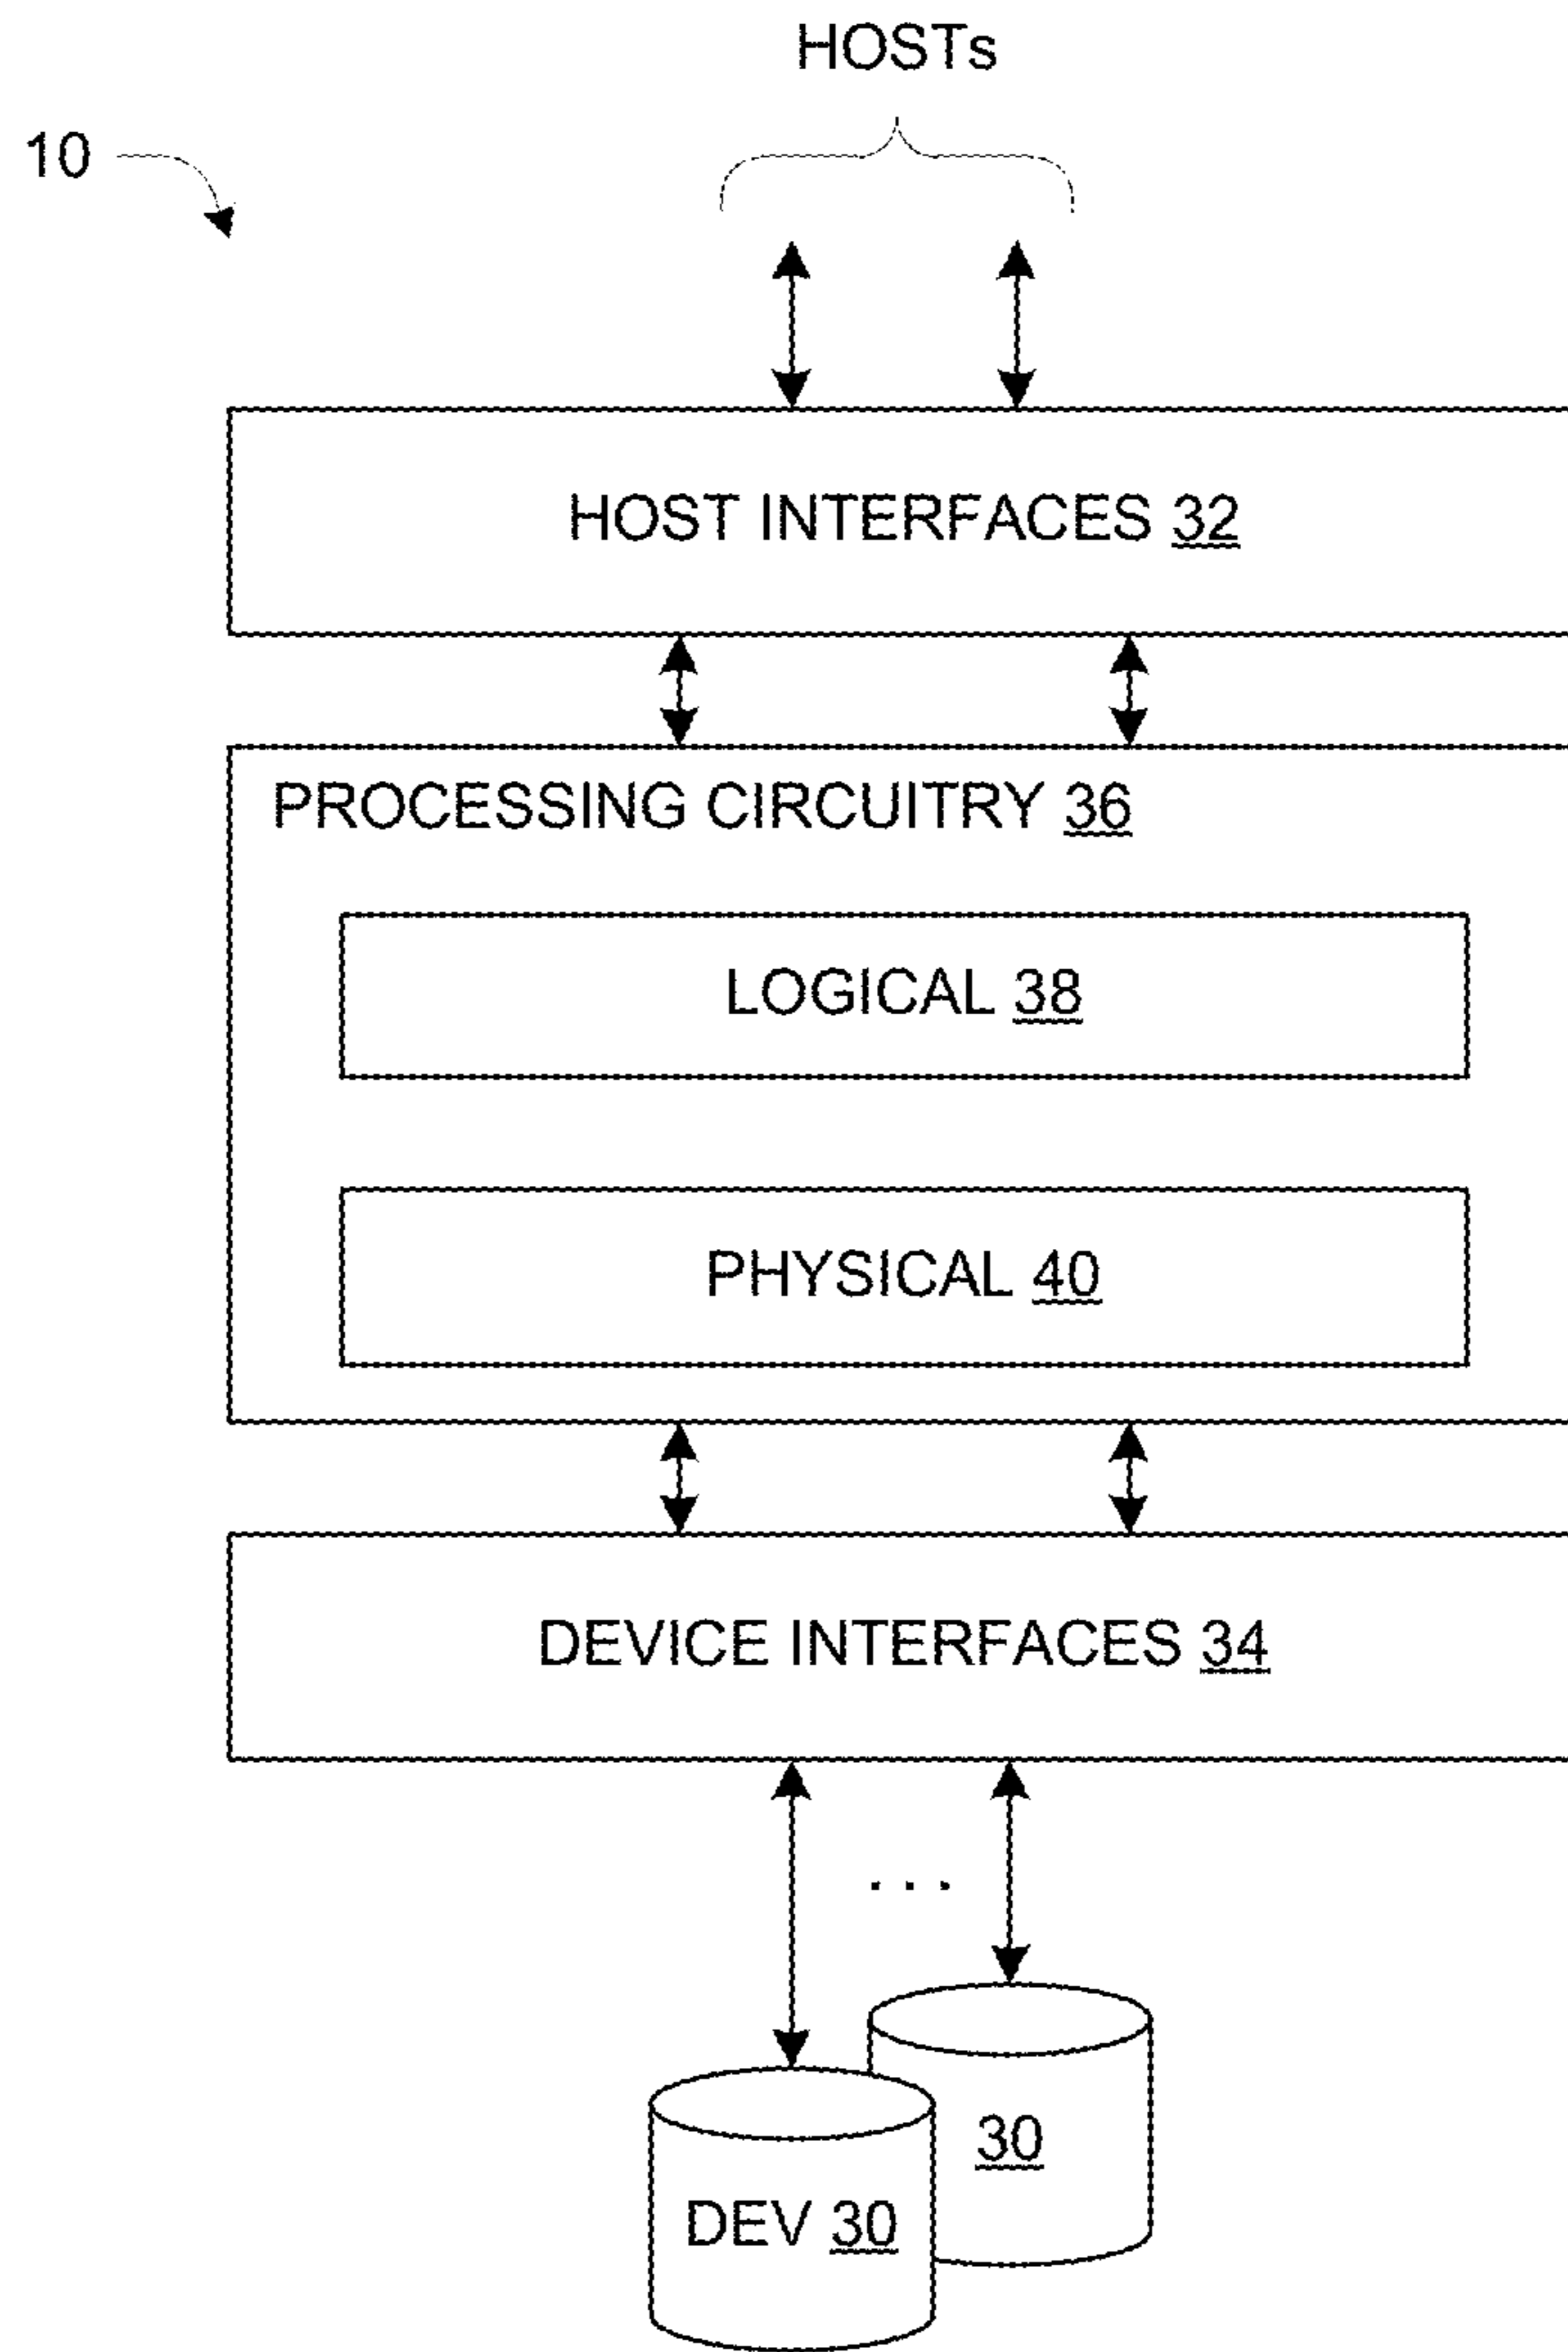 HOSTs
10
HOST INTERFACES 32
PROCESSING CIRCUITRY 36
LOGICAL 38
PHYSICAL 40
DEVICE INTERFACES 34
...
30
DEV 30